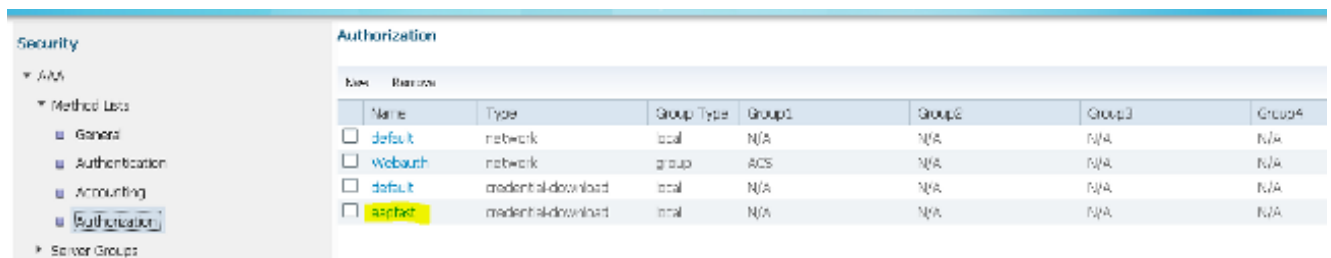 Security
AAA
Method Lists
General
Authentication
Accounting
Authorization
Server Groups
Authorization
New Remove
Name Type Group Type Group1 Group2 Group3 Group4
default network local N/A N/A N/A N/A
Webauth network group ACS N/A N/A N/A
default credential-download local N/A N/A N/A N/A
eapfast credential-download local N/A N/A N/A N/A